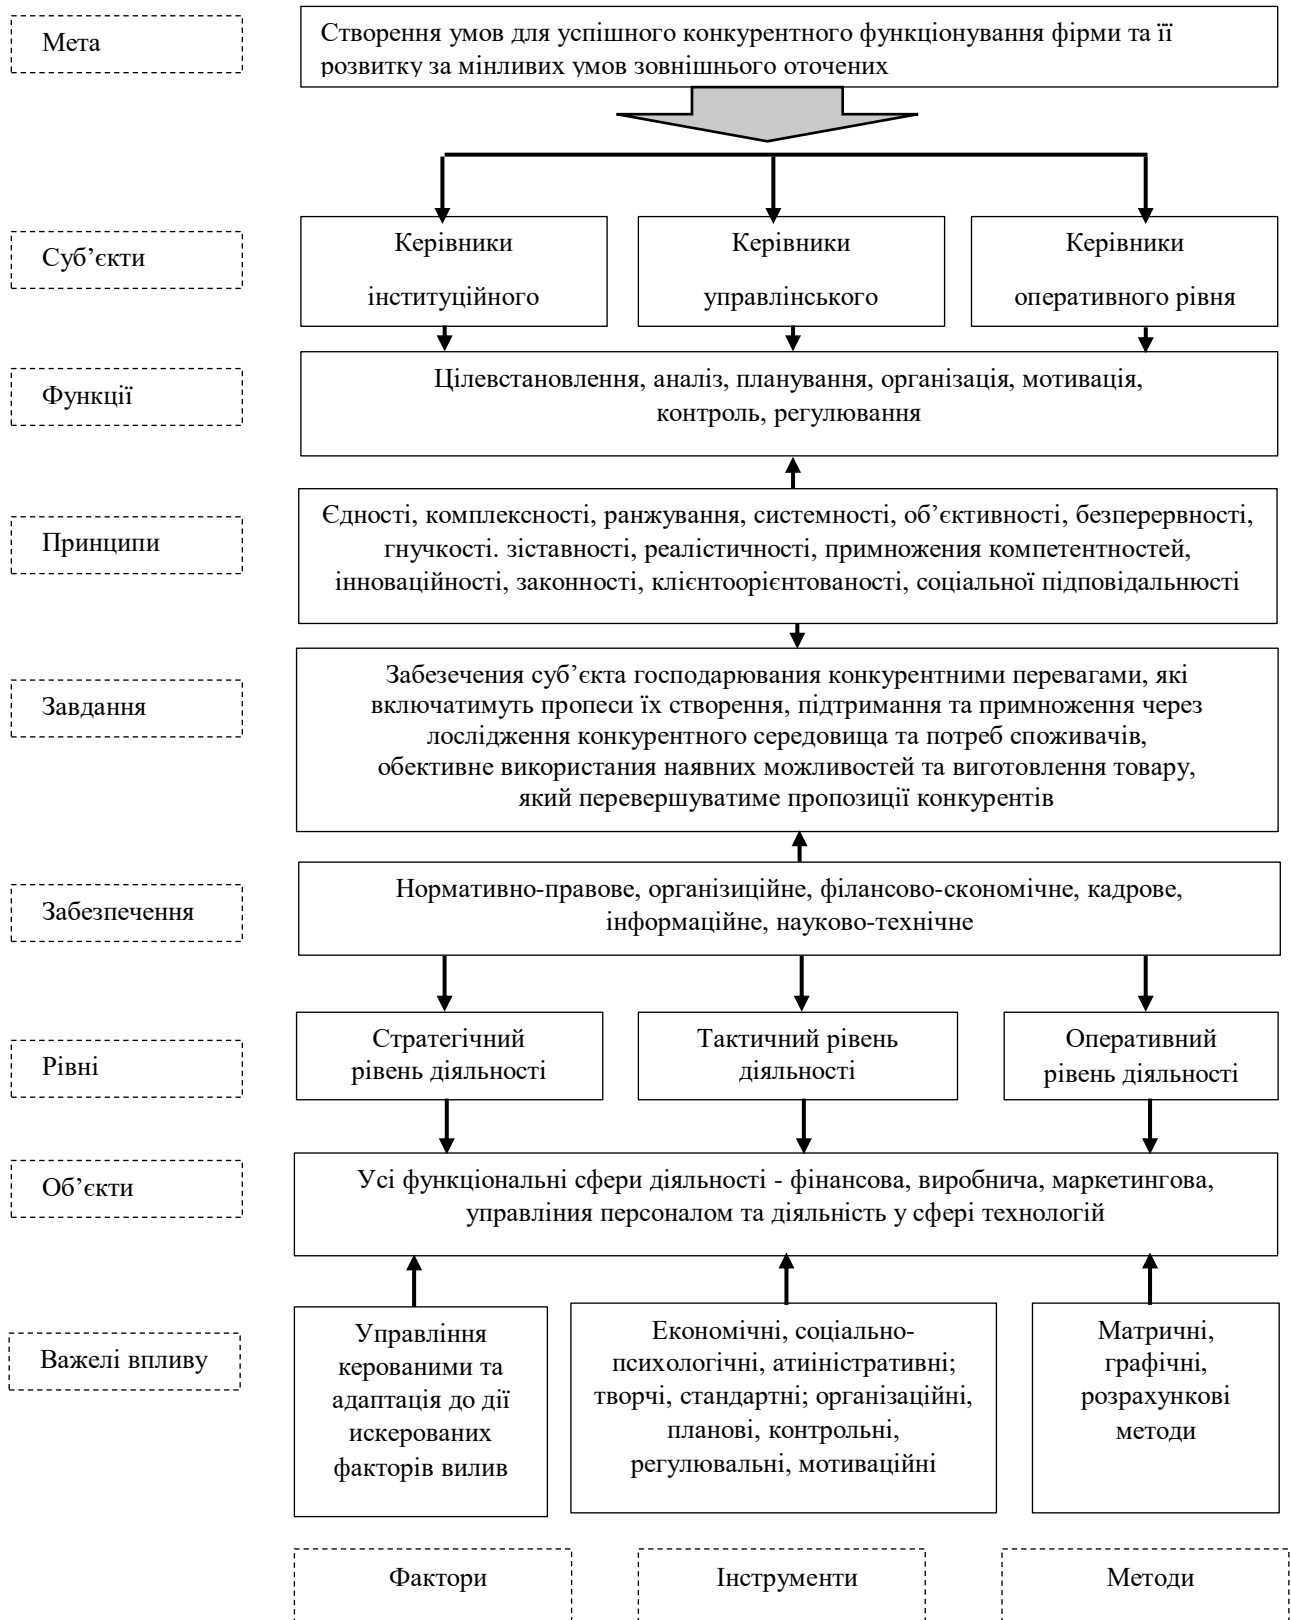 Мета
Створення умов для успішного конкурентного функціонування фірми та її
розвитку за мінливих умов зовнішнього оточених
Суб’єкти
Керівники
інституційного
Керівники
управлінського
Керівники
оперативного рівня
Функції
Цілевстановлення, аналіз, планування, організація, мотивація,
контроль, регулювання
Принципи
Єдності, комплексності, ранжування, системності, об’єктивності, безперервності,
гнучкості. зіставності, реалістичності, примноження компетентностей,
інноваційності, законності, клієнтоорієнтованості, соціальної підповідальнюсті
Завдання
Забезечення суб’єкта господарювання конкурентними перевагами, які
включатимуть пропеси їх створення, підтримання та примноження через
лослідження конкурентного середовища та потреб споживачів,
обективне використання наявних можливостей та виготовлення товару,
який перевершуватиме пропозиції конкурентів
Забезпечення
Нормативно-правове, організиційне, філансово-скономічне, кадрове,
інформаційне, науково-технічне
Рівні
Стратегічний
рівень діяльності
Тактичний рівень
діяльності
Оперативний
рівень діяльності
Об’єкти
Усі функціональні сфери діяльності - фінансова, виробнича, маркетингова,
управліния персоналом та діяльність у сфері технологій
Важелі впливу
Управління
керованими та
адаптація до дії
искерованих
факторів вилив
Економічні, соціально-
психологічні, атиіністративні;
творчі, стандартні; організаційні,
планові, контрольні,
регулювальні, мотиваційні
Матричні,
графічні,
розрахункові
методи
Фактори
Інструменти
Методи